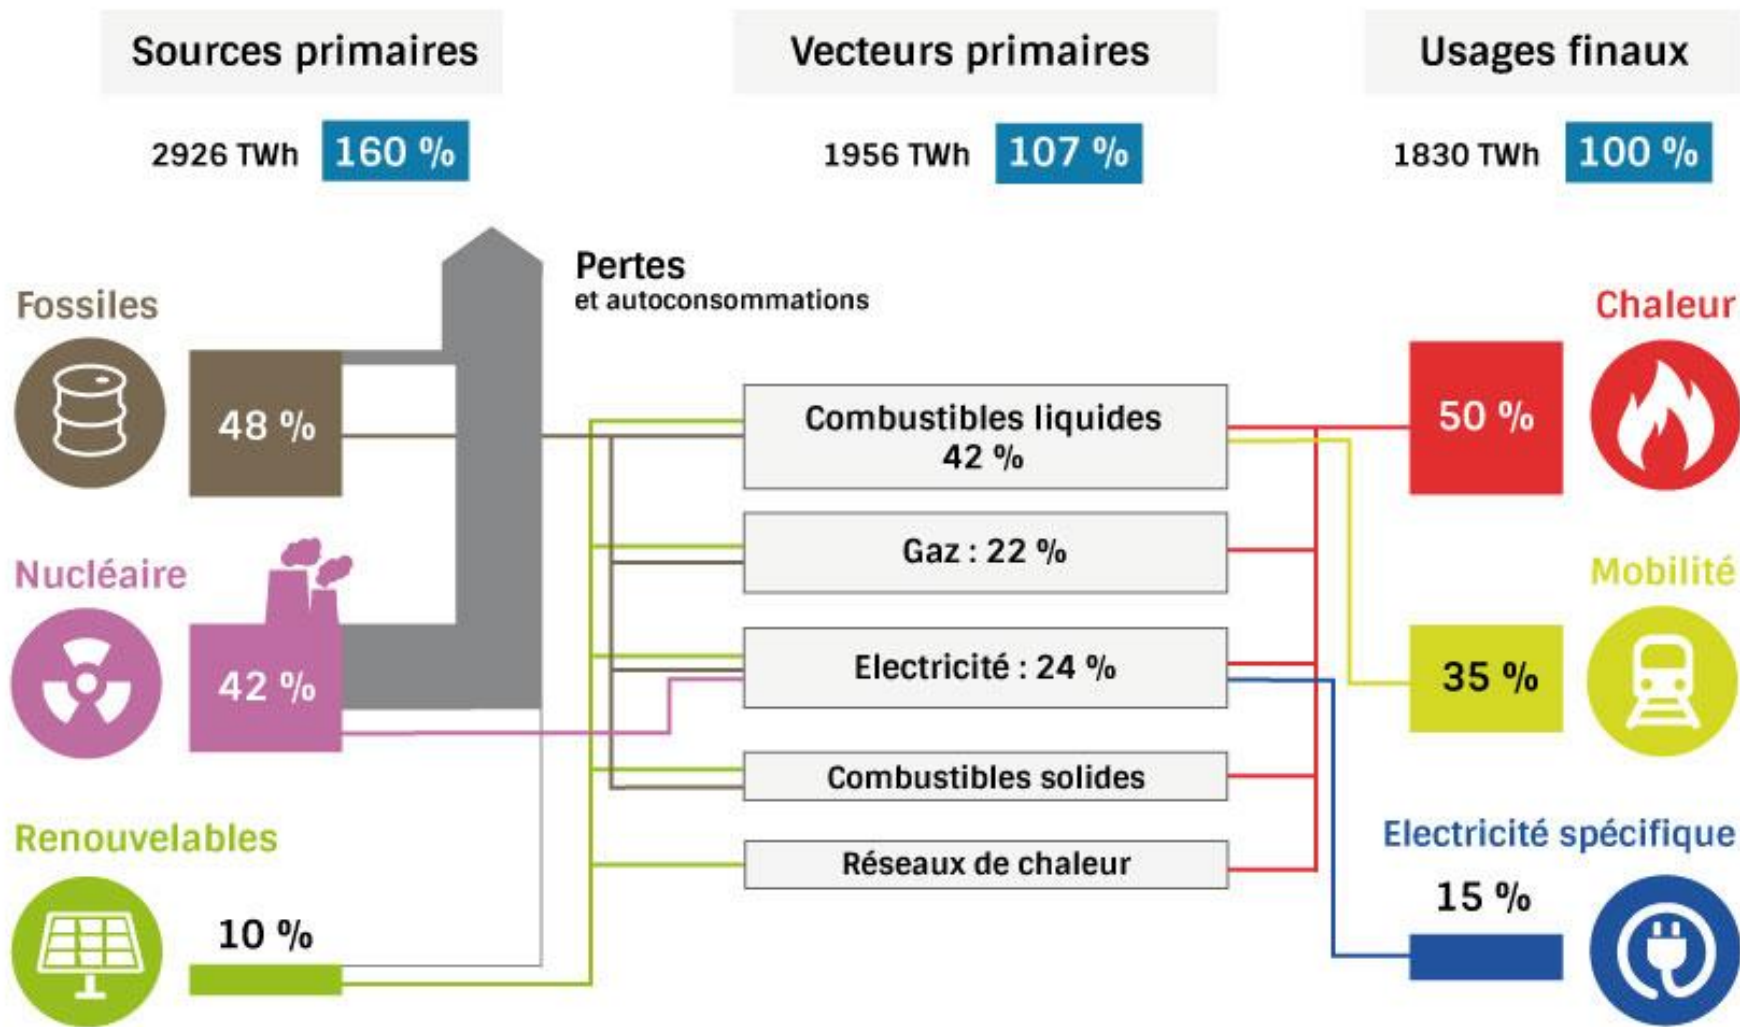 Sources primaires
Vecteurs primaires
Usages finaux
2926 TWh 160 %
1956 TWh 107 %
1830 TWh 100 %
Pertes
et autoconsommations
Fossiles
48 %
Nucléaire
42 %
Renouvelables
10 %
Combustibles liquides
42 %
Gaz : 22 %
Electricité : 24 %
Combustibles solides
Réseaux de chaleur
Chaleur
50 %
Mobilité
35 %
Electricité spécifique
15 %